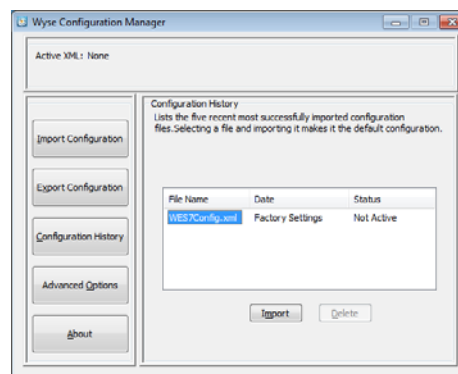 Wyse Configuration Manager
Active XML: None
Import Configuration
Export Configuration
Configuration History
Advanced Options
About
Configuration History
Lists the five recent most successfully imported configuration
files.Selecting a file and importing it makes it the default configuration.
File Name Date Status
WES7Config.xml Factory Settings Not Active
Import Delete